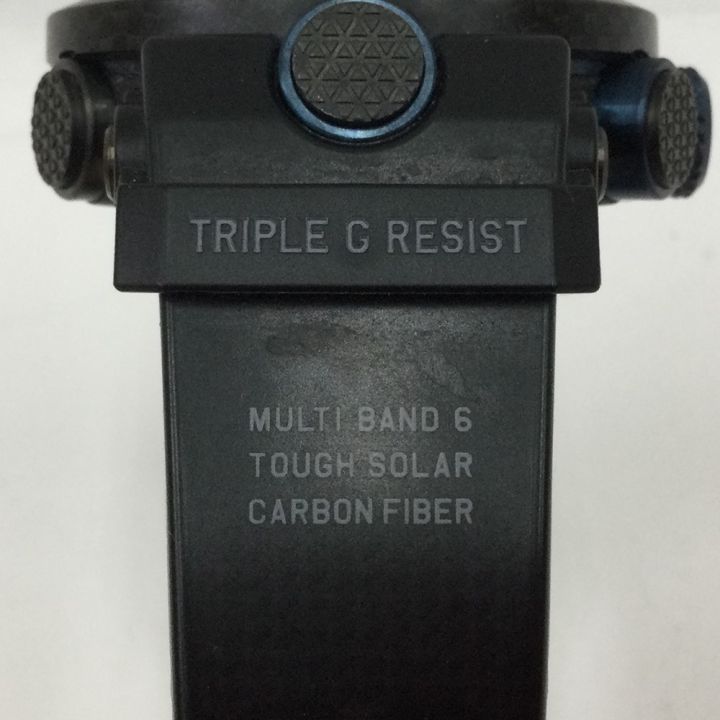 TRIPLE G RESIST
MULTI BAND 6
TOUGH SOLAR
CARBON FIBER